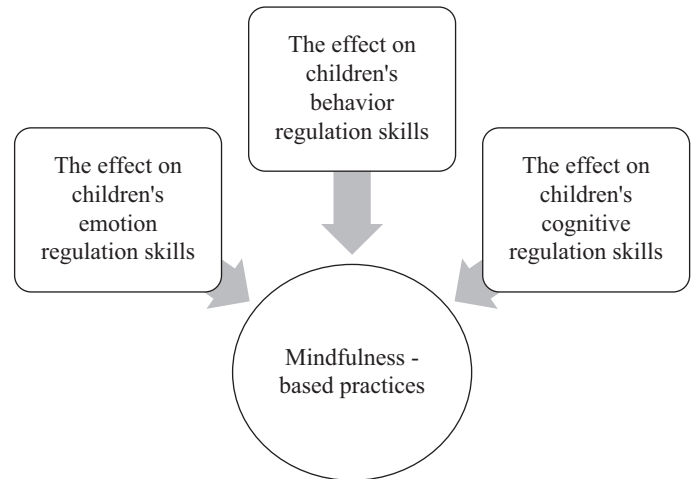 The effect on
children's
behavior
regulation skills
The effect on
children's
emotion
regulation skills
The effect on
children's
cognitive
regulation skills
Mindfulness -
based practices